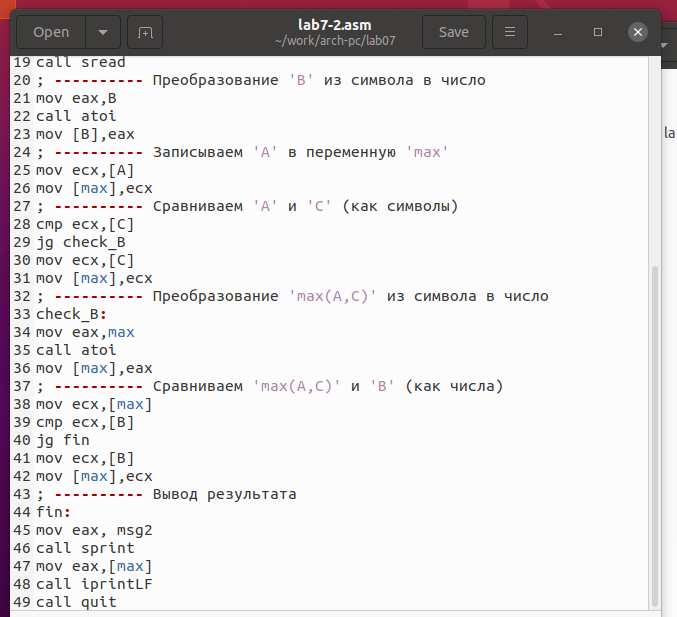 Open
lab7-2.asm
~/work/arch-pc/lab07
Save
19 call sread
20 ; ---------- Преобразование 'B' из символа в число
21 mov eax,B
22 call atoi
23 mov [B],eax
24 ; ---------- Записываем 'A' в переменную 'max'
25 mov ecx,[A]
26 mov [max],ecx
27 ; ---------- Сравниваем 'A' и 'C' (как символы)
28 cmp ecx,[C]
29 jg check_B
30 mov ecx,[C]
31 mov [max],ecx
32 ; ---------- Преобразование 'max(A,C)' из символа в число
33 check_B:
34 mov eax,max
35 call atoi
36 mov [max],eax
37 ; ---------- Сравниваем 'max(A,C)' и 'B' (как числа)
38 mov ecx,[max]
39 cmp ecx,[B]
40 jg fin
41 mov ecx,[B]
42 mov [max],ecx
43 ; ---------- Вывод результата
44 fin:
45 mov eax, msg2
46 call sprint
47 mov eax,[max]
48 call iprintLF
49 call quit
la